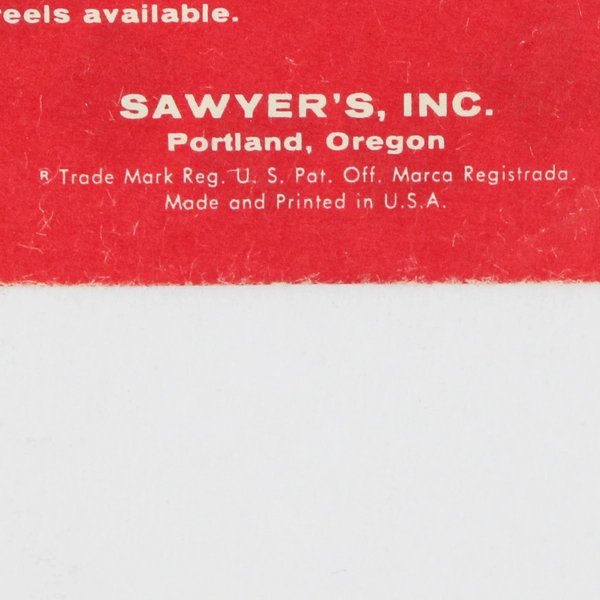 reels available.
SAWYER'S, INC.
Portland, Oregon
® Trade Mark Reg. U. S. Pat. Off. Marca Registrada.
Made and Printed in U.S.A.